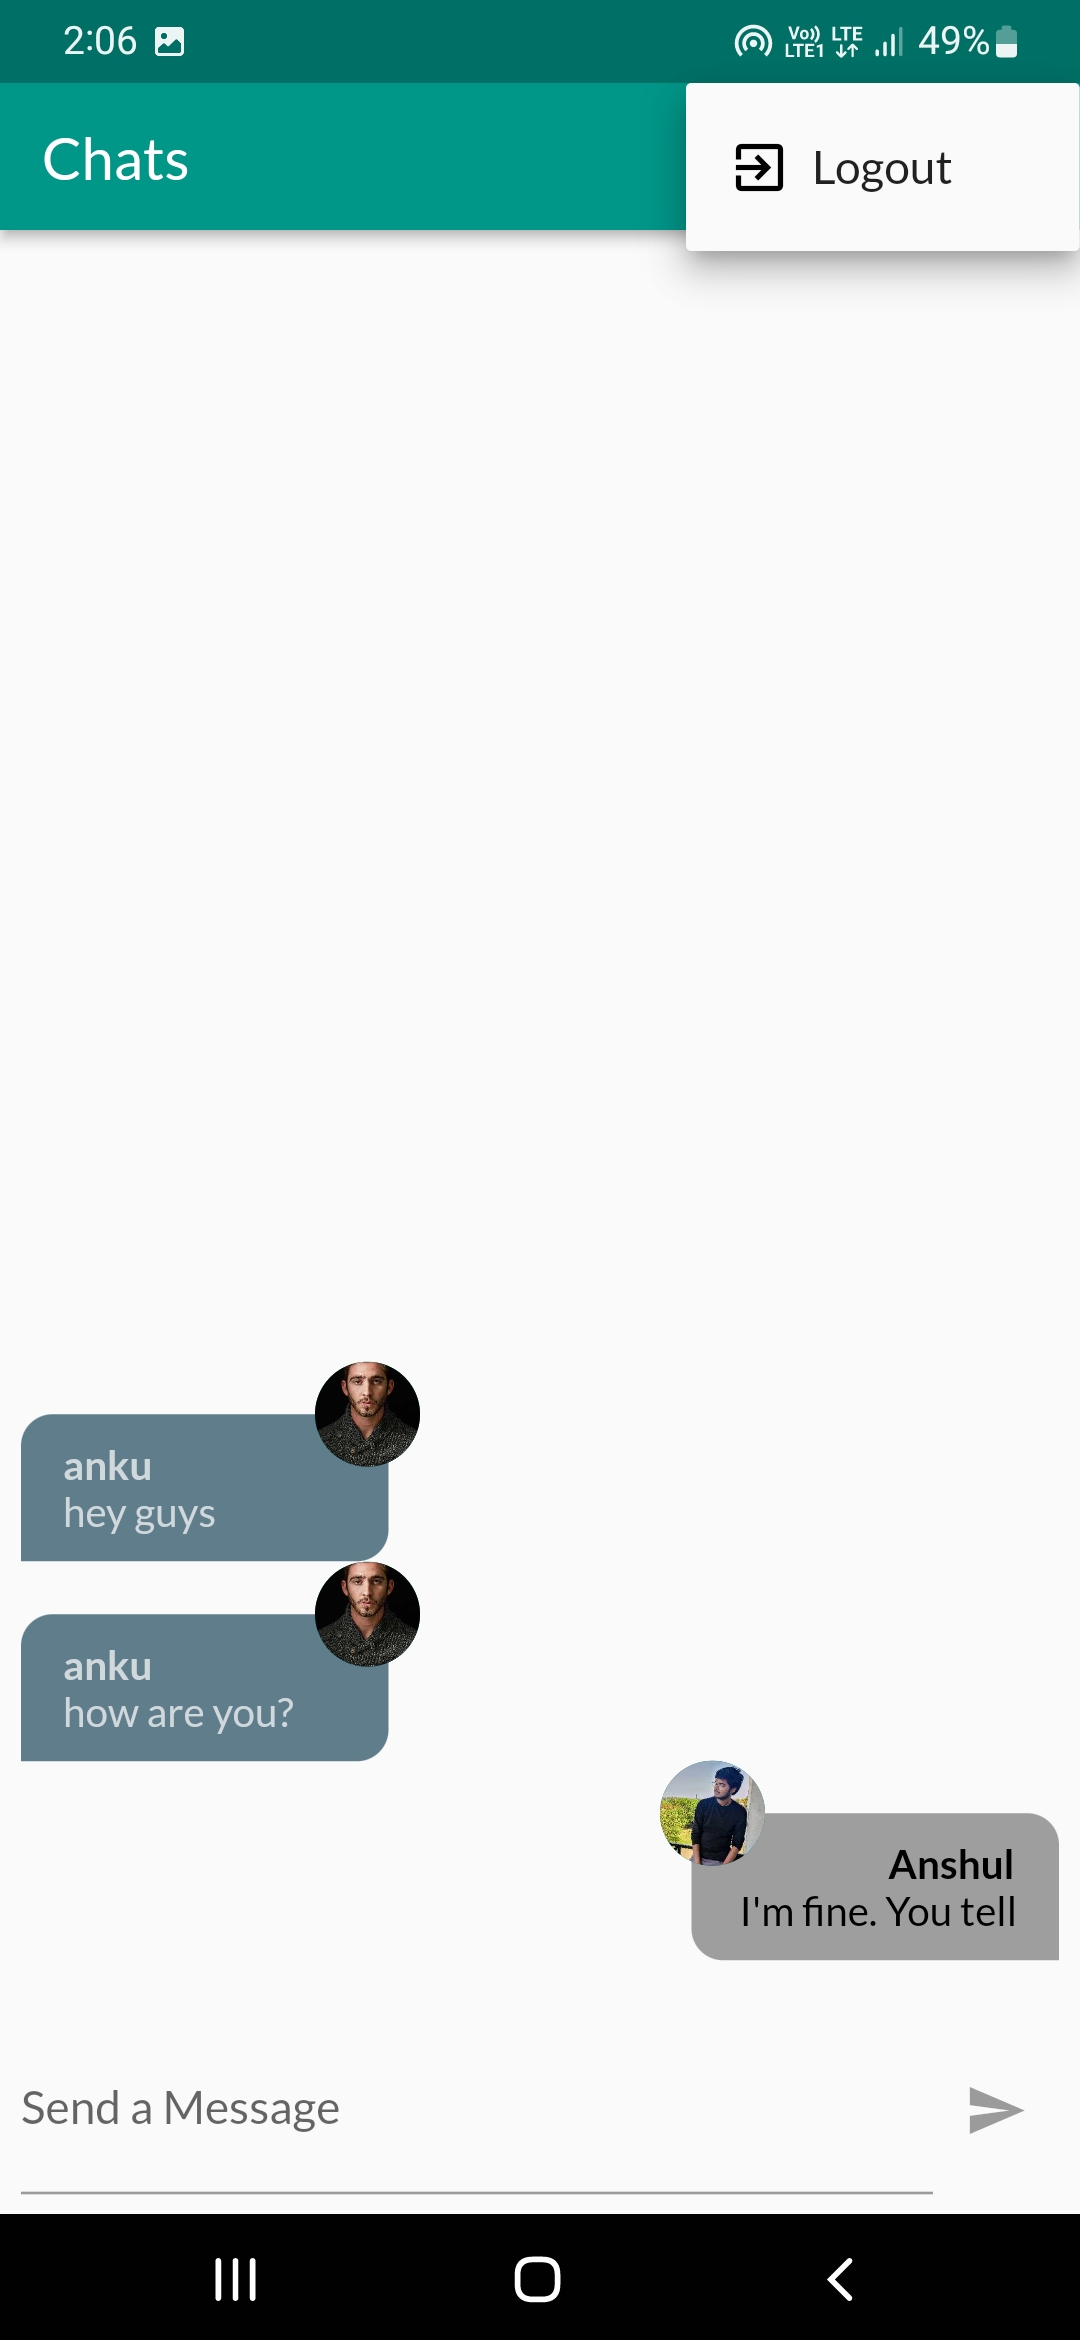 2:06 Vo)) LTE1 LTE 49%
Chats
Logout
anku
hey guys
anku
how are you?
Anshul
I'm fine. You tell
Send a Message